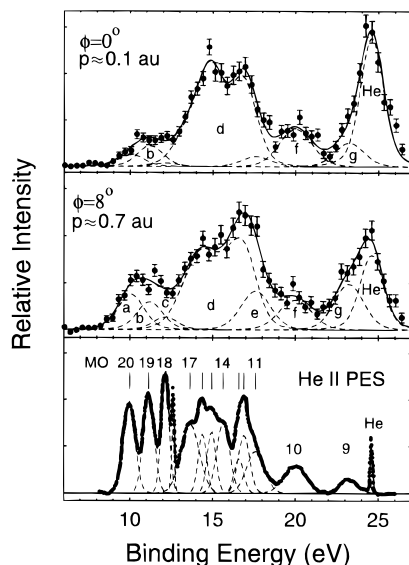 Relative Intensity
ϕ=0°
p≈0.1 au
b
d
f
g
He
ϕ=8°
p≈0.7 au
a
b
c
d
e
f
g
He
MO 20 19 18 17 14 11
He II PES
10
9
He
10 15 20 25
Binding Energy (eV)